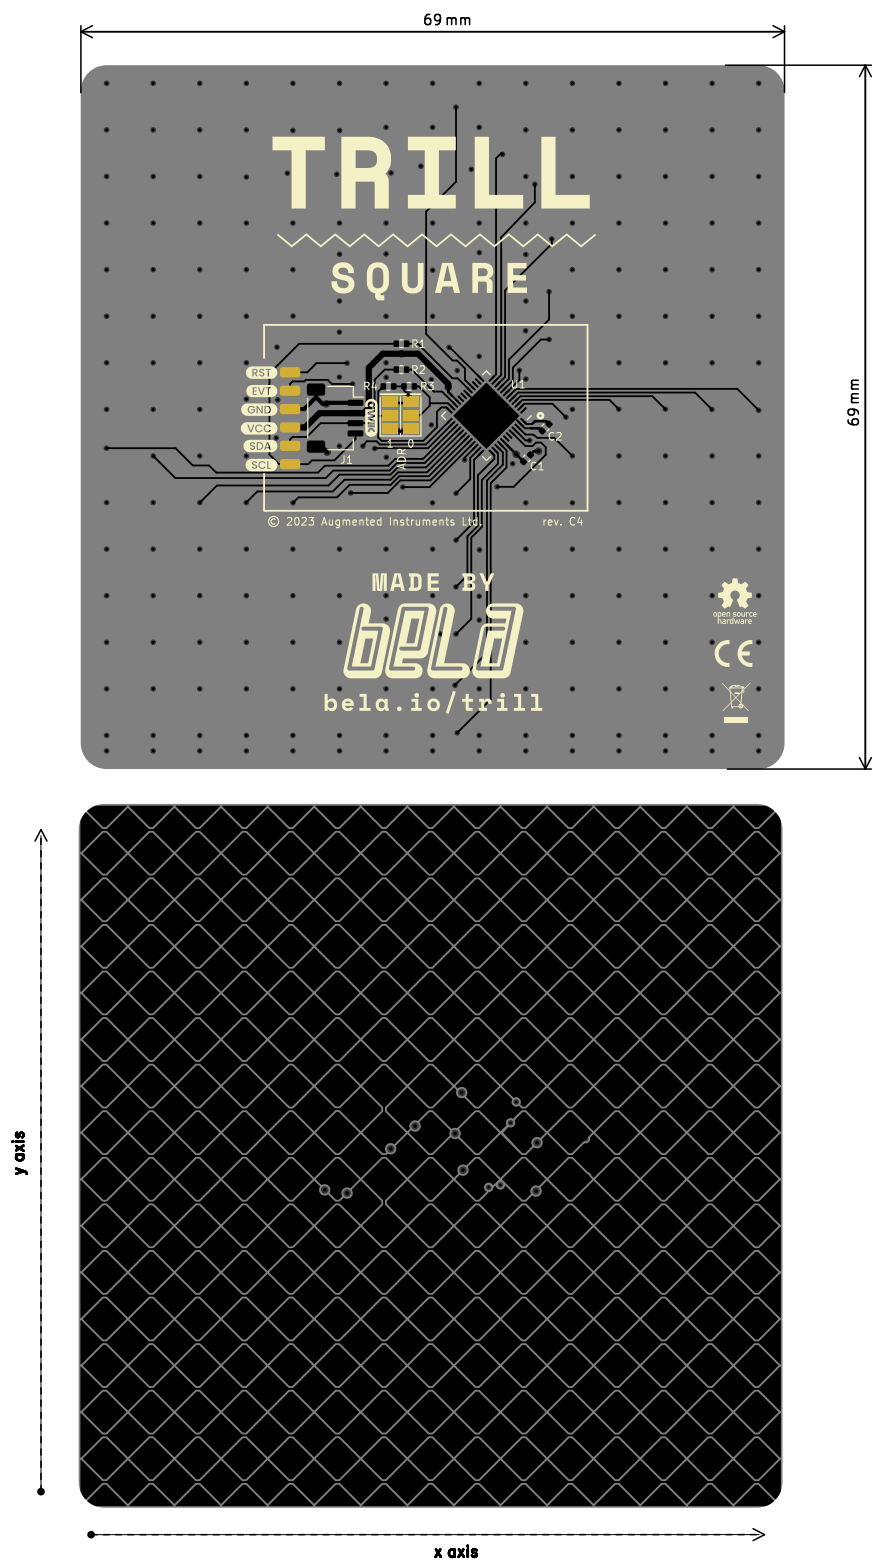 69 mm
TRILL
SQUARE
R1
RST
R2
EVT
R4
R3
U1
GND
qwiic
VCC
C2
SDA
1 0
J1
ADR
SCL
C1
© 2023 Augmented Instruments Ltd.
rev. C4
69 mm
MADE BY
bela
bela.io/trill
open source
hardware
CE
y axis
x axis